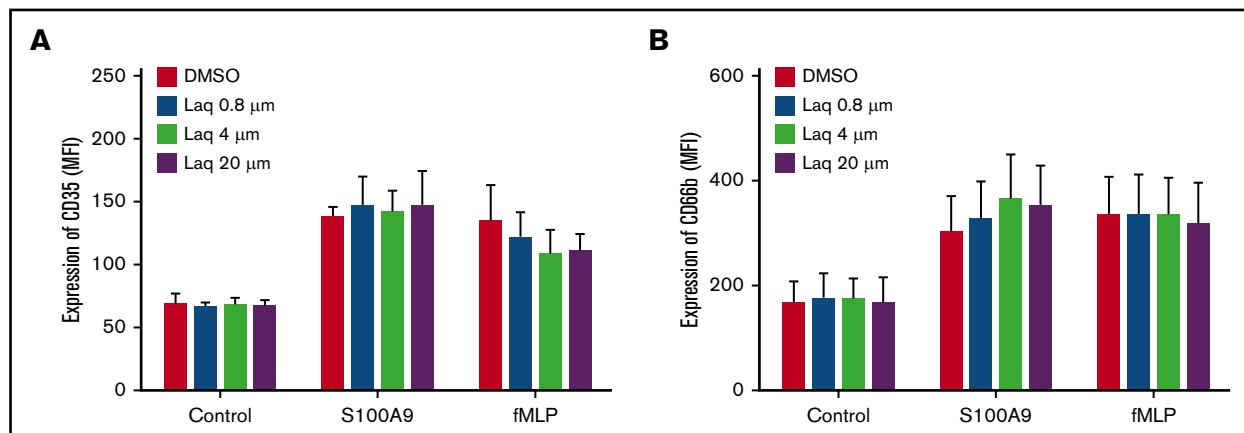 A
Expression of CD35 (MFI)
250
200
150
100
50
0
DMSO
Laq 0.8 μm
Laq 4 μm
Laq 20 μm
Control
S100A9
fMLP
B
Expression of CD66b (MFI)
600
400
200
0
DMSO
Laq 0.8 μm
Laq 4 μm
Laq 20 μm
Control
S100A9
fMLP